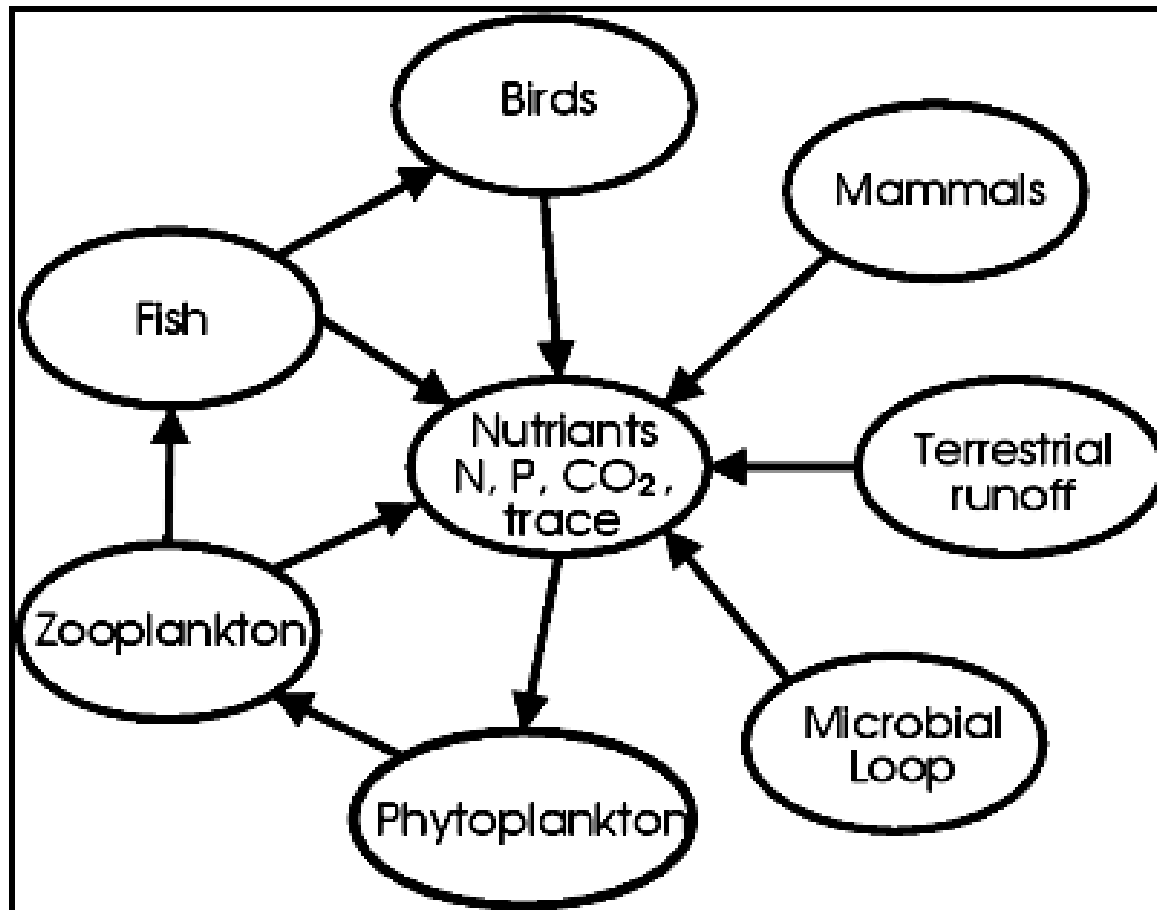 Birds
Mammals
Fish
Nutriants
N, P, CO₂,
trace
Terrestrial
runoff
Zooplankton
Microbial
Loop
Phytoplankton